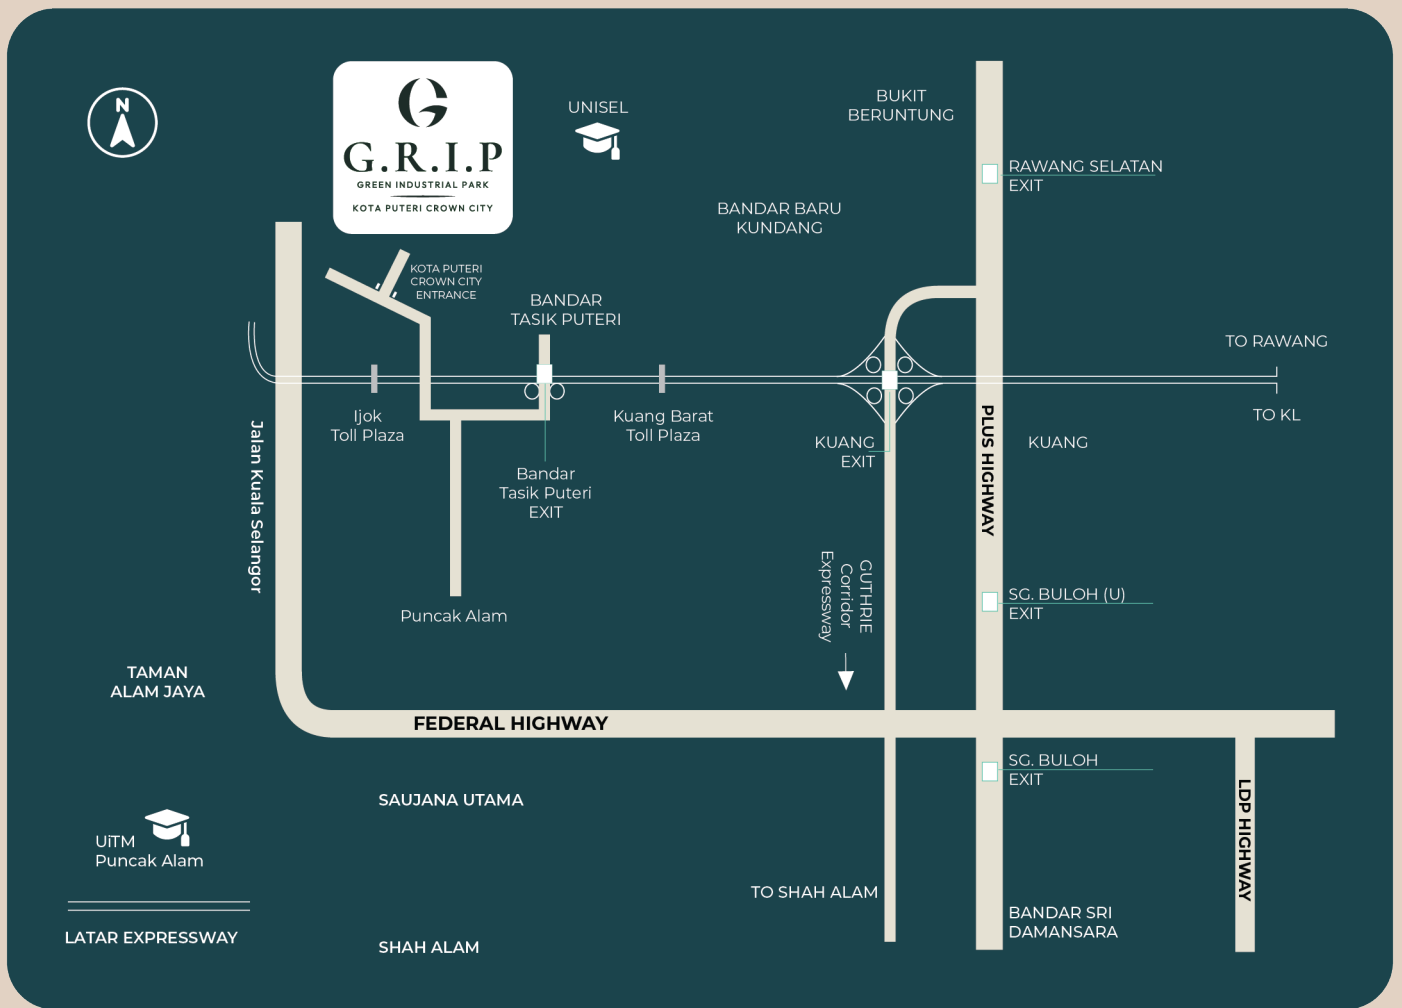 N
G.R.I.P
GREEN INDUSTRIAL PARK
KOTA PUTERI CROWN CITY
UNISEL
BUKIT
BERUNTUNG
RAWANG SELATAN
EXIT
BANDAR BARU
KUNDANG
KOTA PUTERI
CROWN CITY
ENTRANCE
BANDAR
TASIK PUTERI
TO RAWANG
Ijok
Toll Plaza
Kuang Barat
Toll Plaza
TO KL
KUANG
EXIT
PLUS HIGHWAY
KUANG
Jalan Kuala Selangor
Bandar
Tasik Puteri
EXIT
GUTHRIE
Corridor
Expressway
SG. BULOH (U)
EXIT
Puncak Alam
TAMAN
ALAM JAYA
FEDERAL HIGHWAY
SG. BULOH
EXIT
SAUJANA UTAMA
LDP HIGHWAY
UiTM
Puncak Alam
TO SHAH ALAM
BANDAR SRI
DAMANSARA
LATAR EXPRESSWAY
SHAH ALAM